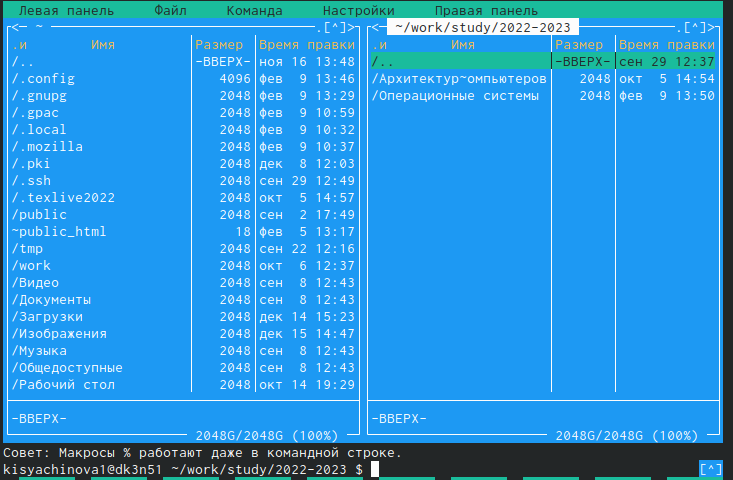 Левая панель Файл Команда Настройки Правая панель
<─ ~ .[^]> <─ ~/work/study/2022-2023 .[^]>
.и Имя Размер Время правки .и Имя Размер Время правки
/.. -ВВЕРХ- ноя 16 13:48 /.. -ВВЕРХ- сен 29 12:37
/.config 4096 фев 9 13:46 /Архитектур~омпьютеров 2048 окт 5 14:54
/.gnupg 2048 фев 9 13:29 /Операционные системы 2048 фев 9 13:50
/.gpac 2048 фев 9 10:59
/.local 2048 фев 9 10:32
/.mozilla 2048 фев 9 10:37
/.pki 2048 дек 8 12:03
/.ssh 2048 сен 29 12:49
/.texlive2022 2048 окт 5 14:57
/public 2048 сен 2 17:49
~public_html 18 фев 5 13:17
/tmp 2048 сен 22 12:16
/work 2048 окт 6 12:37
/Видео 2048 сен 8 12:43
/Документы 2048 сен 8 12:43
/Загрузки 2048 дек 14 15:23
/Изображения 2048 дек 15 14:47
/Музыка 2048 сен 8 12:43
/Общедоступные 2048 сен 8 12:43
/Рабочий стол 2048 окт 14 19:29
-ВВЕРХ- -ВВЕРХ-
2048G/2048G (100%) 2048G/2048G (100%)
Совет: Макросы % работают даже в командной строке.
kisyachinova1@dk3n51 ~/work/study/2022-2023 $ [^]